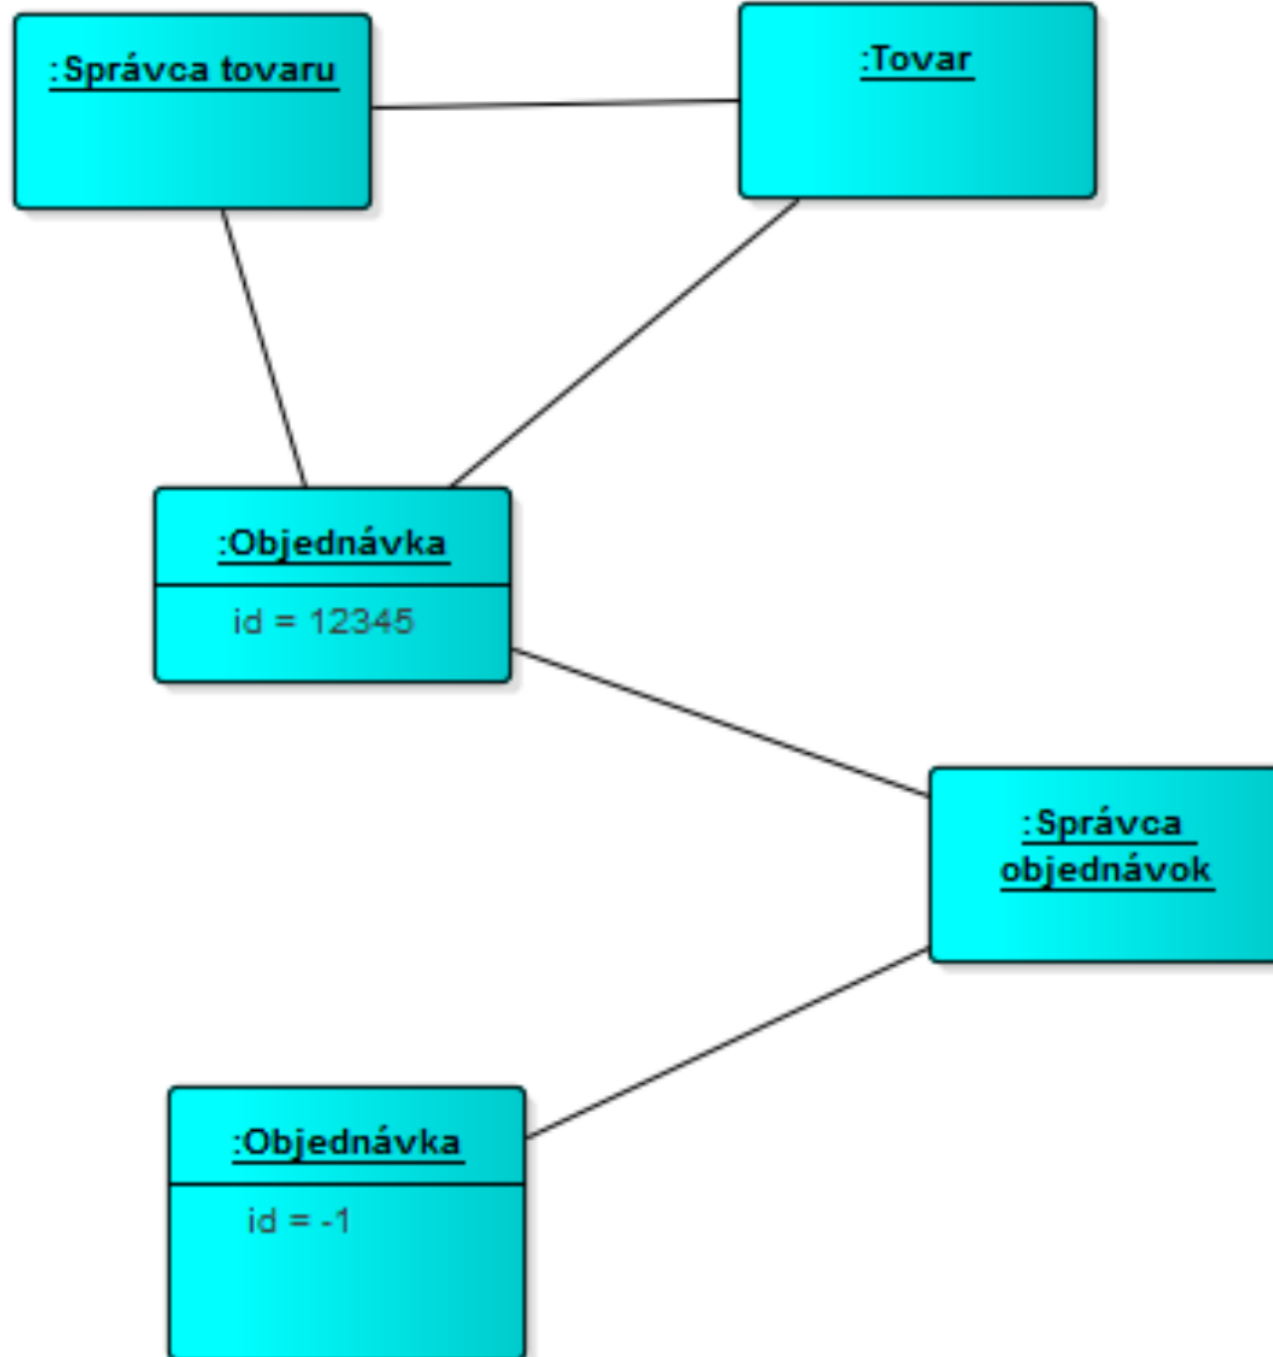 :Správca tovaru
:Tovar
:Objednávka
id = 12345
:Správca
objednávok
:Objednávka
id = -1